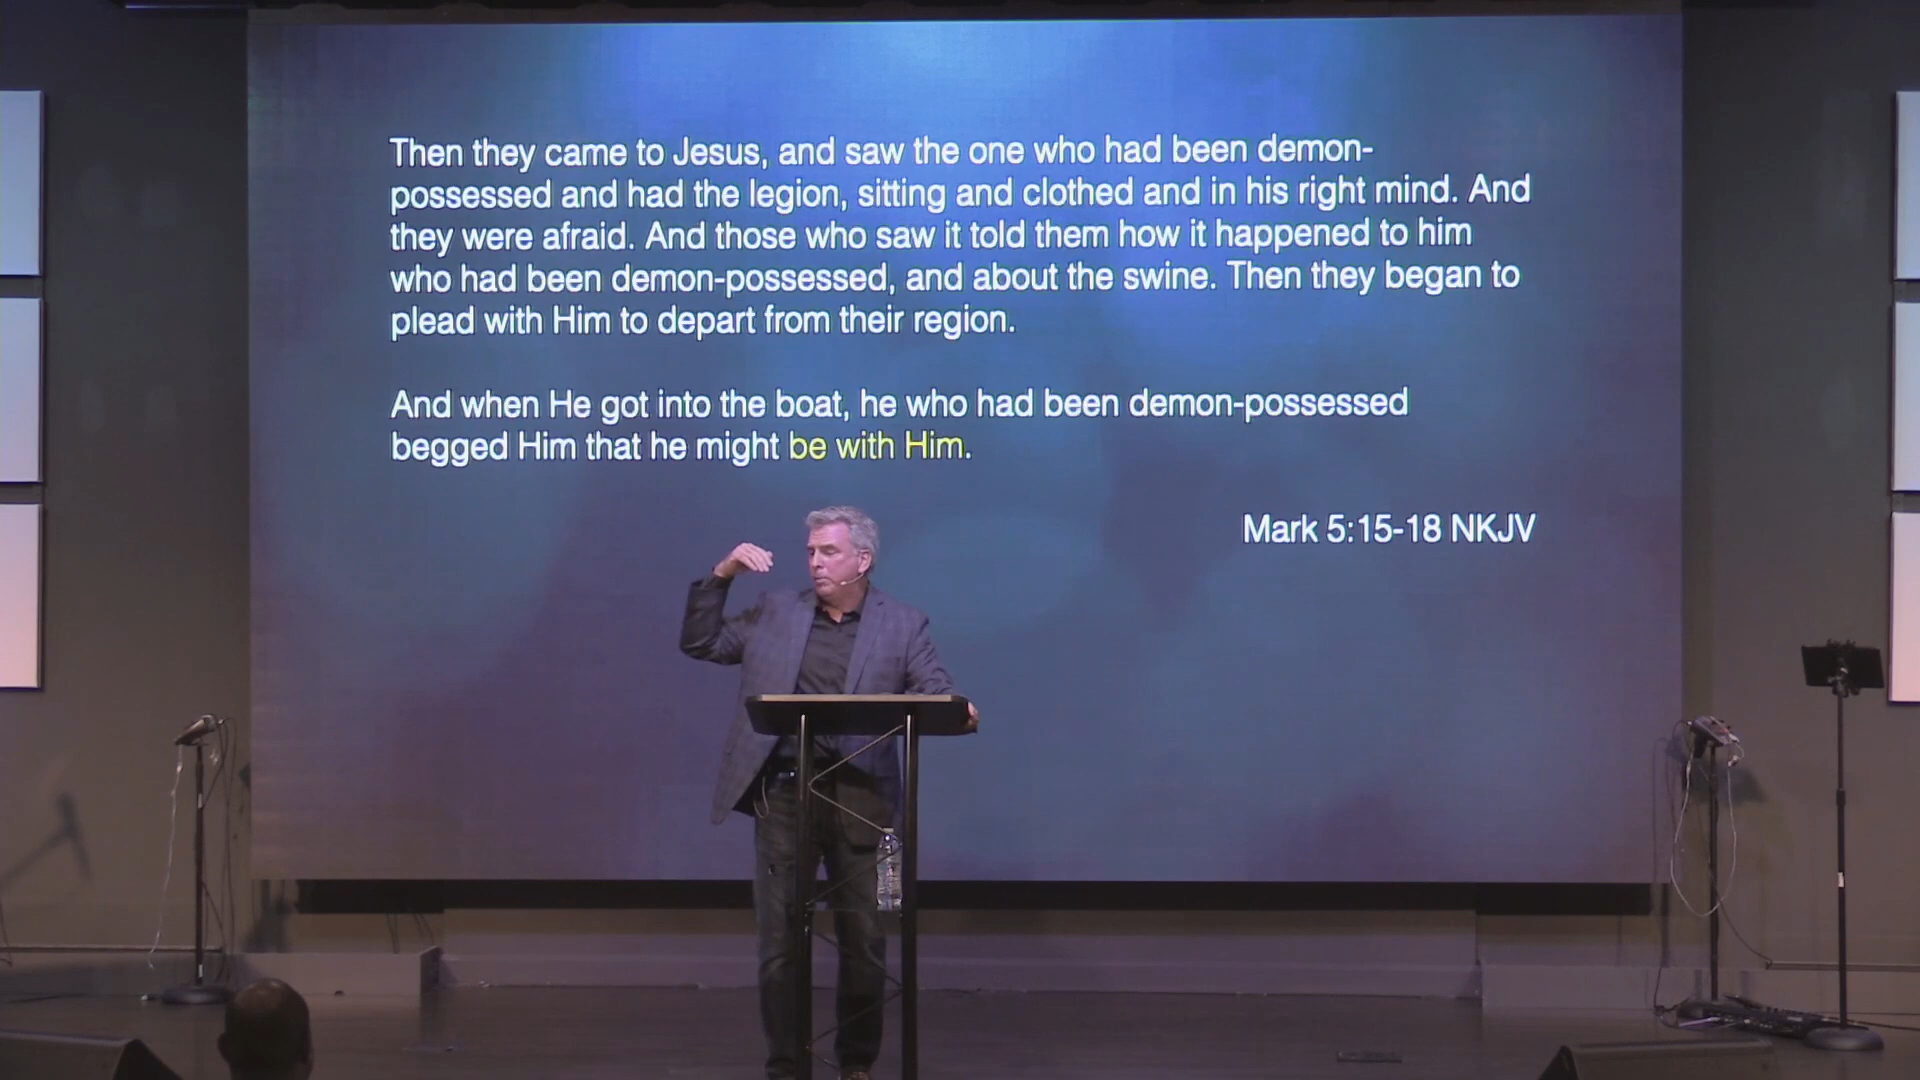 Then they came to Jesus, and saw the one who had been demon-
possessed and had the legion, sitting and clothed and in his right mind. And
they were afraid. And those who saw it told them how it happened to him
who had been demon-possessed, and about the swine. Then they began to
plead with Him to depart from their region.
And when He got into the boat, he who had been demon-possessed
begged Him that he might be with Him.
Mark 5:15-18 NKJV